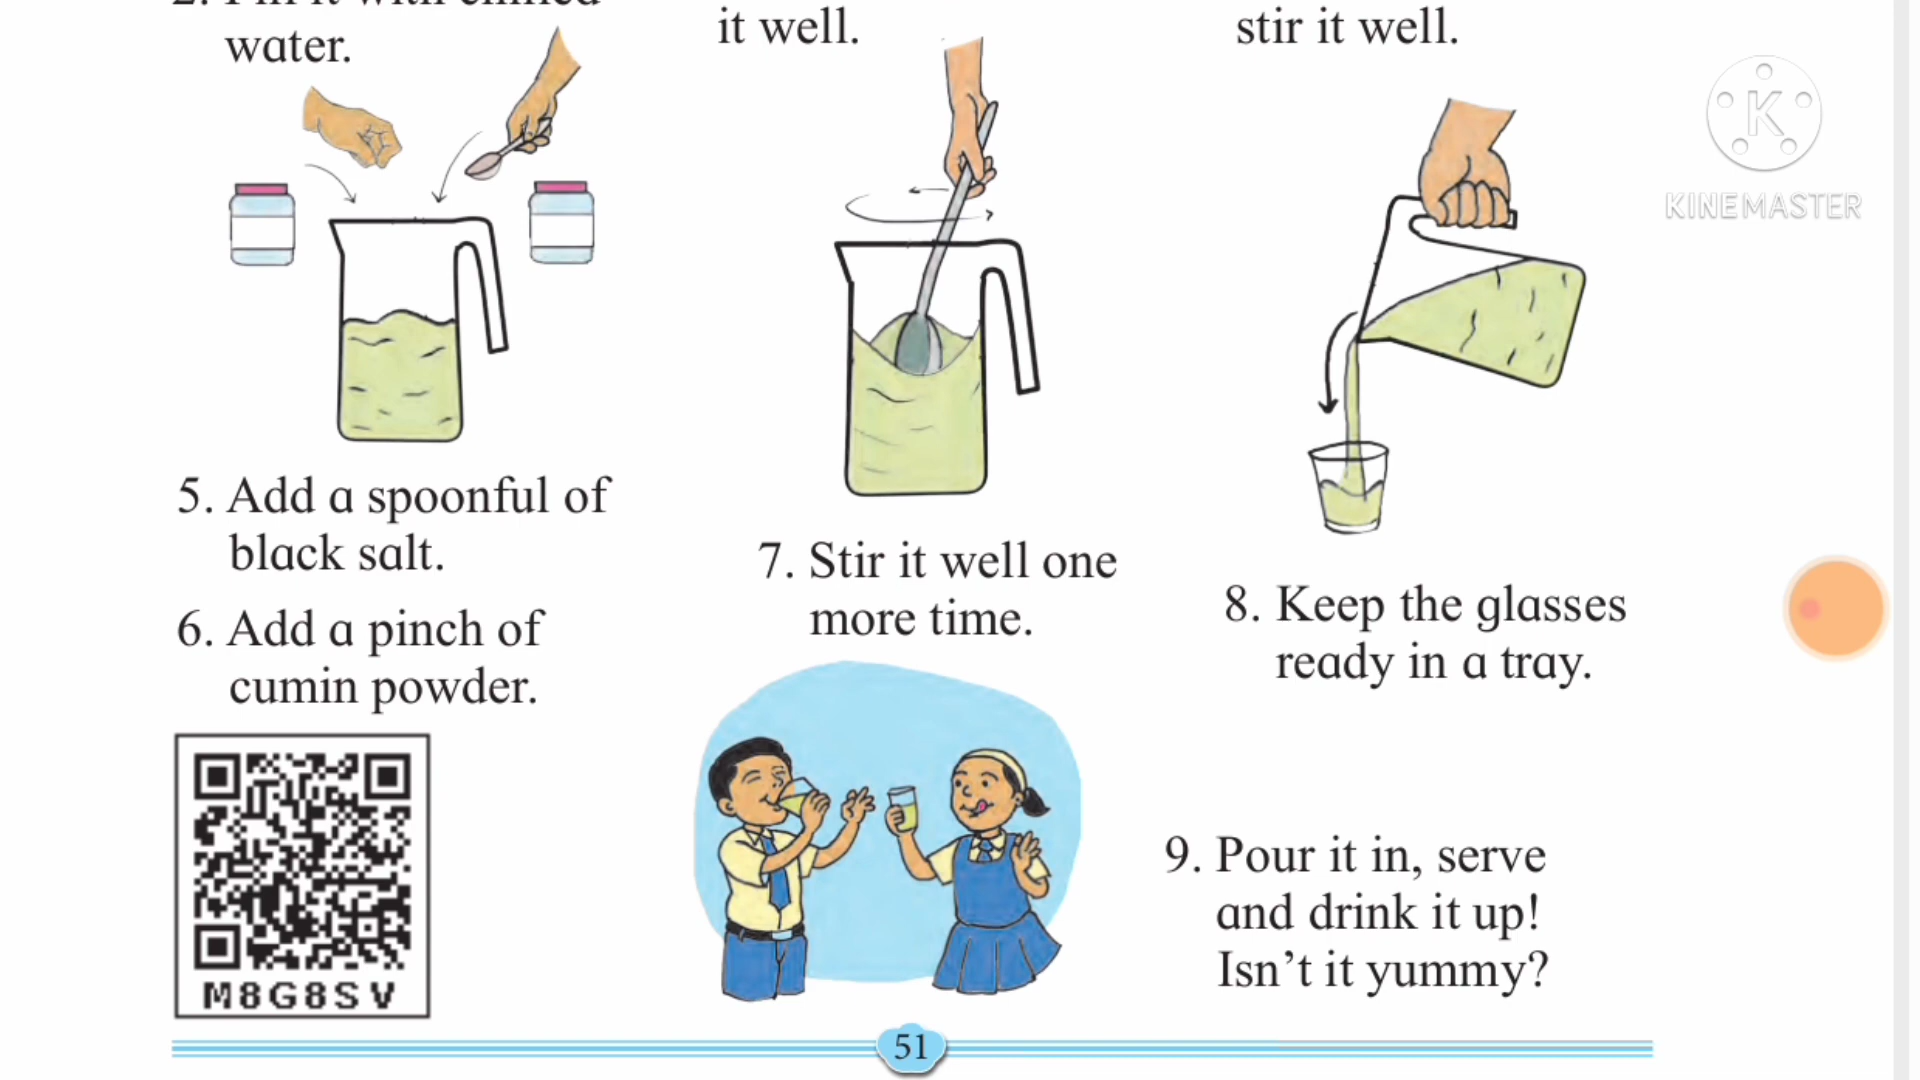 water.
it well.
stir it well.
5. Add a spoonful of
black salt.
6. Add a pinch of
cumin powder.
7. Stir it well one
more time.
8. Keep the glasses
ready in a tray.
9. Pour it in, serve
and drink it up!
Isn't it yummy?
M8G8SV
51
K
KINEMASTER